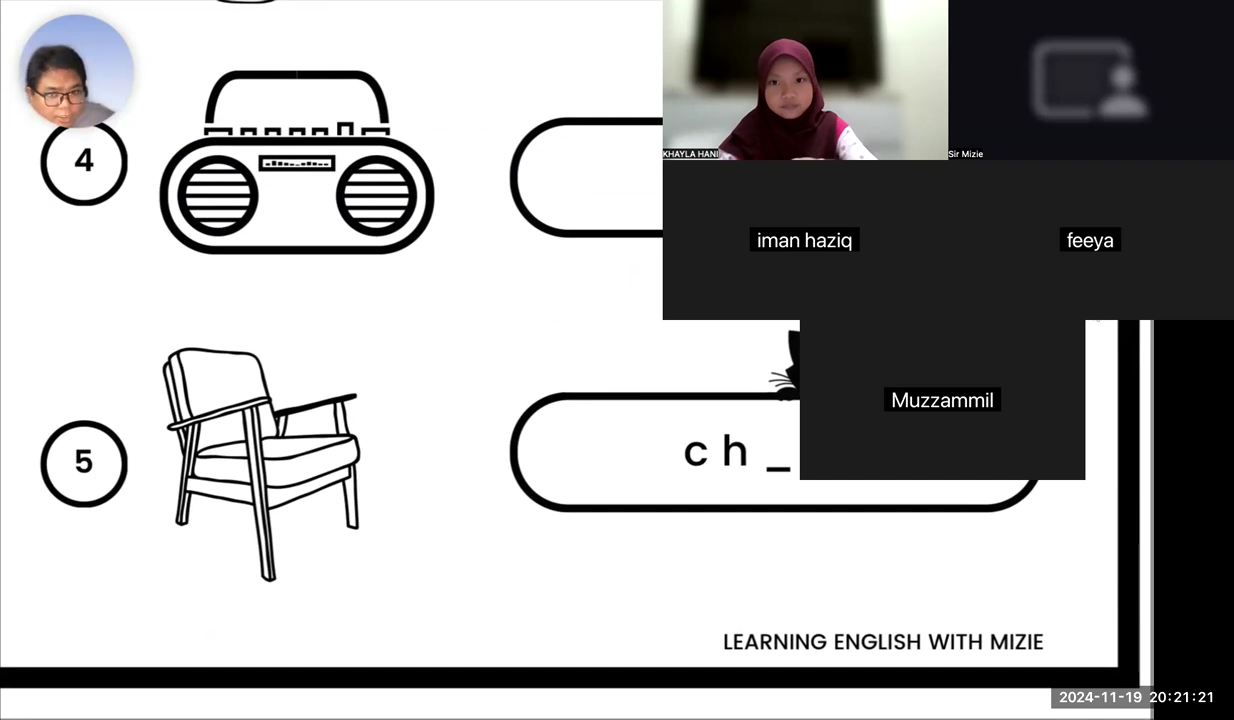 KHAYLA HANI
Sir Mizie
4
iman haziq
feeya
Muzzammil
5
c h _
LEARNING ENGLISH WITH MIZIE
2024-11-19 20:21:21